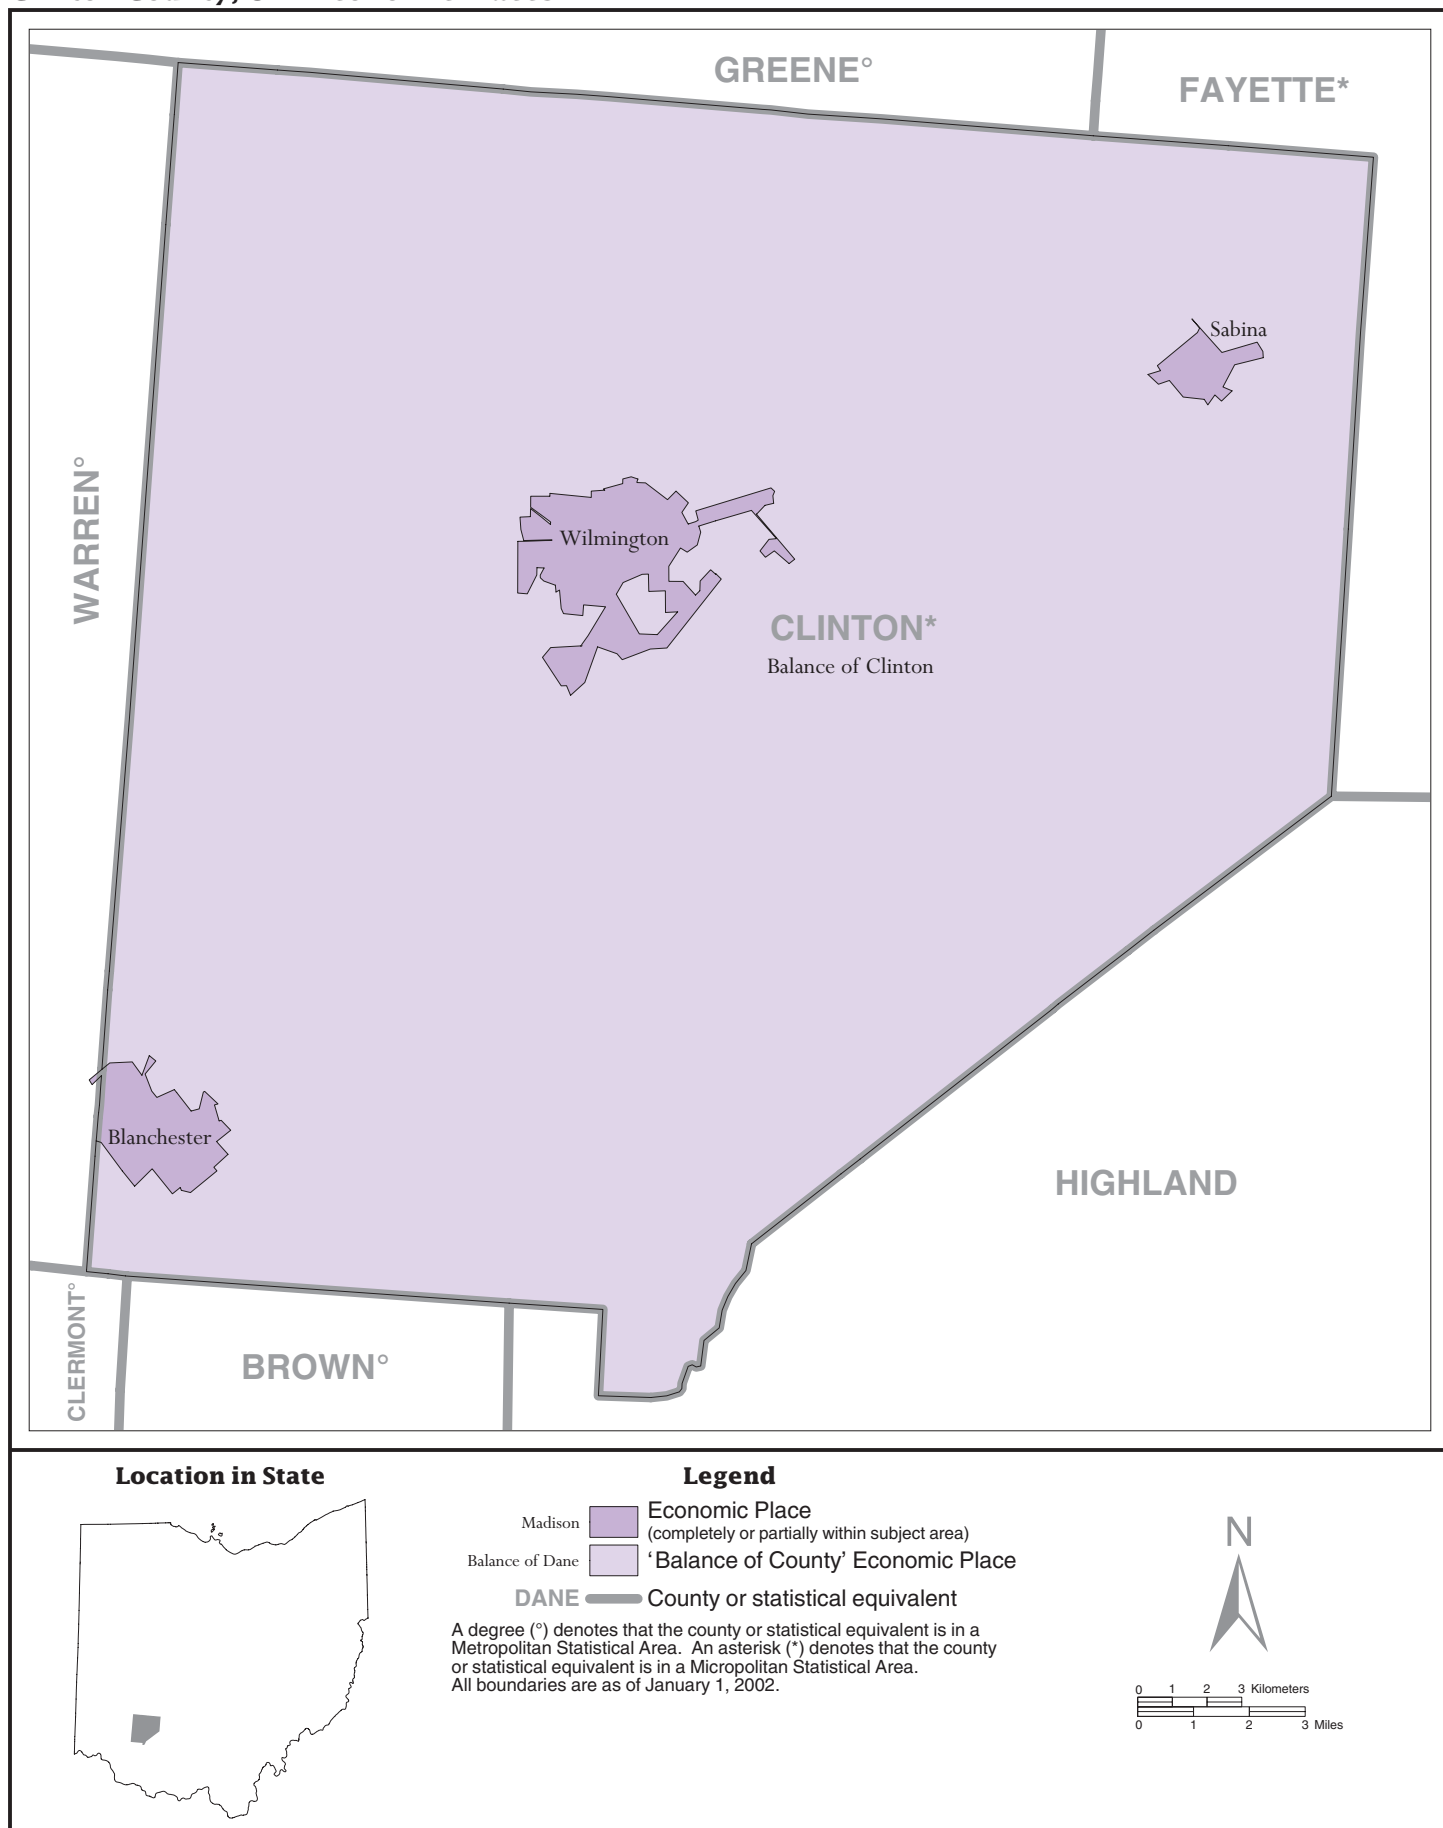 GREENE°
FAYETTE*
Sabina
WARREN°
Wilmington
CLINTON*
Balance of Clinton
Blanchester
HIGHLAND
CLERMONT°
BROWN°
Location in State
Legend
Madison
Economic Place
(completely or partially within subject area)
Balance of Dane
‘Balance of County’ Economic Place
DANE
County or statistical equivalent
A degree (°) denotes that the county or statistical equivalent is in a
Metropolitan Statistical Area. An asterisk (*) denotes that the county
or statistical equivalent is in a Micropolitan Statistical Area.
All boundaries are as of January 1, 2002.
N
0 1 2 3 Kilometers
0 1 2 3 Miles